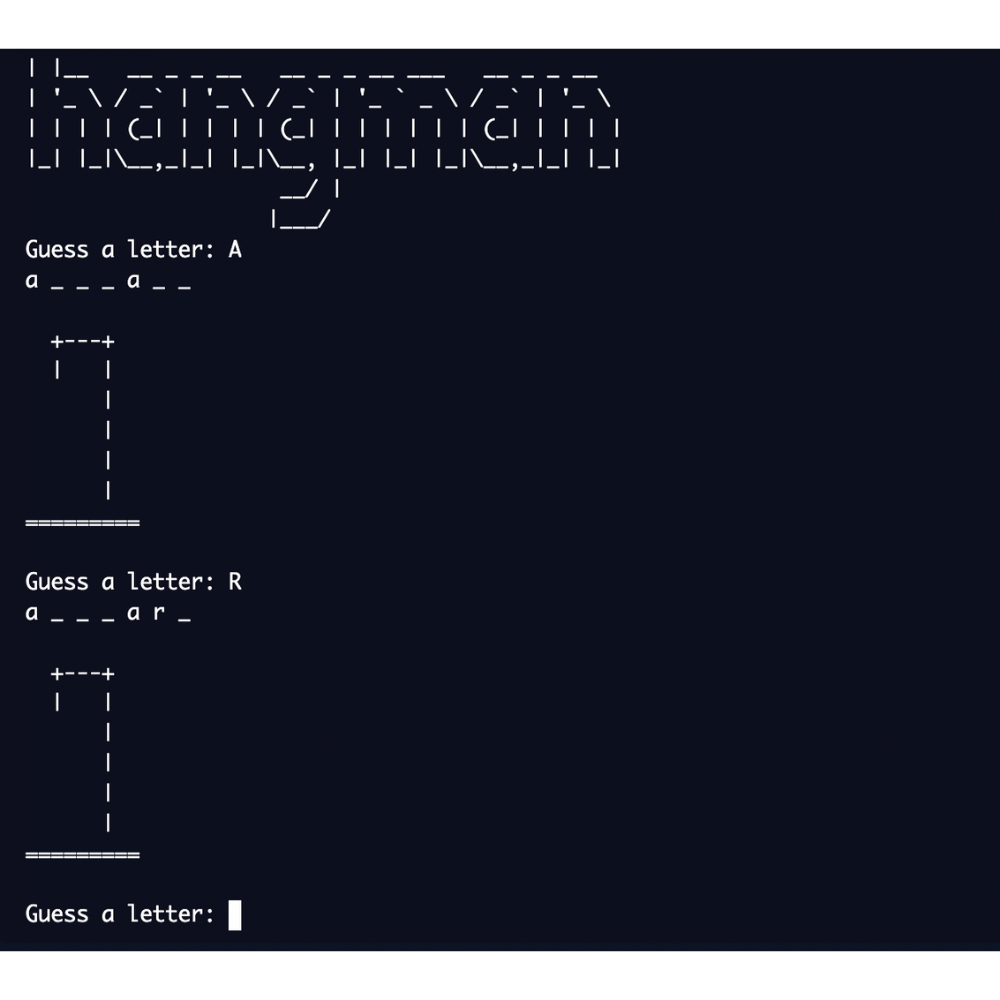 | |__   __ _ _ __   __ _ _ __ ___   __ _ _ __
| '_ \ / _` | '_ \ / _` | '_ ` _ \ / _` | '_ \
| | | | (_| | | | | (_| | | | | | | (_| | | | |
|_| |_|\__,_|_| |_|\__, |_| |_| |_|\__,_|_| |_|
                    __/ |
                   |___/
Guess a letter: A
a _ _ _ a _ _
  +---+
  |   |
      |
      |
      |
      |
=========
Guess a letter: R
a _ _ _ a r _
  +---+
  |   |
      |
      |
      |
      |
=========
Guess a letter: